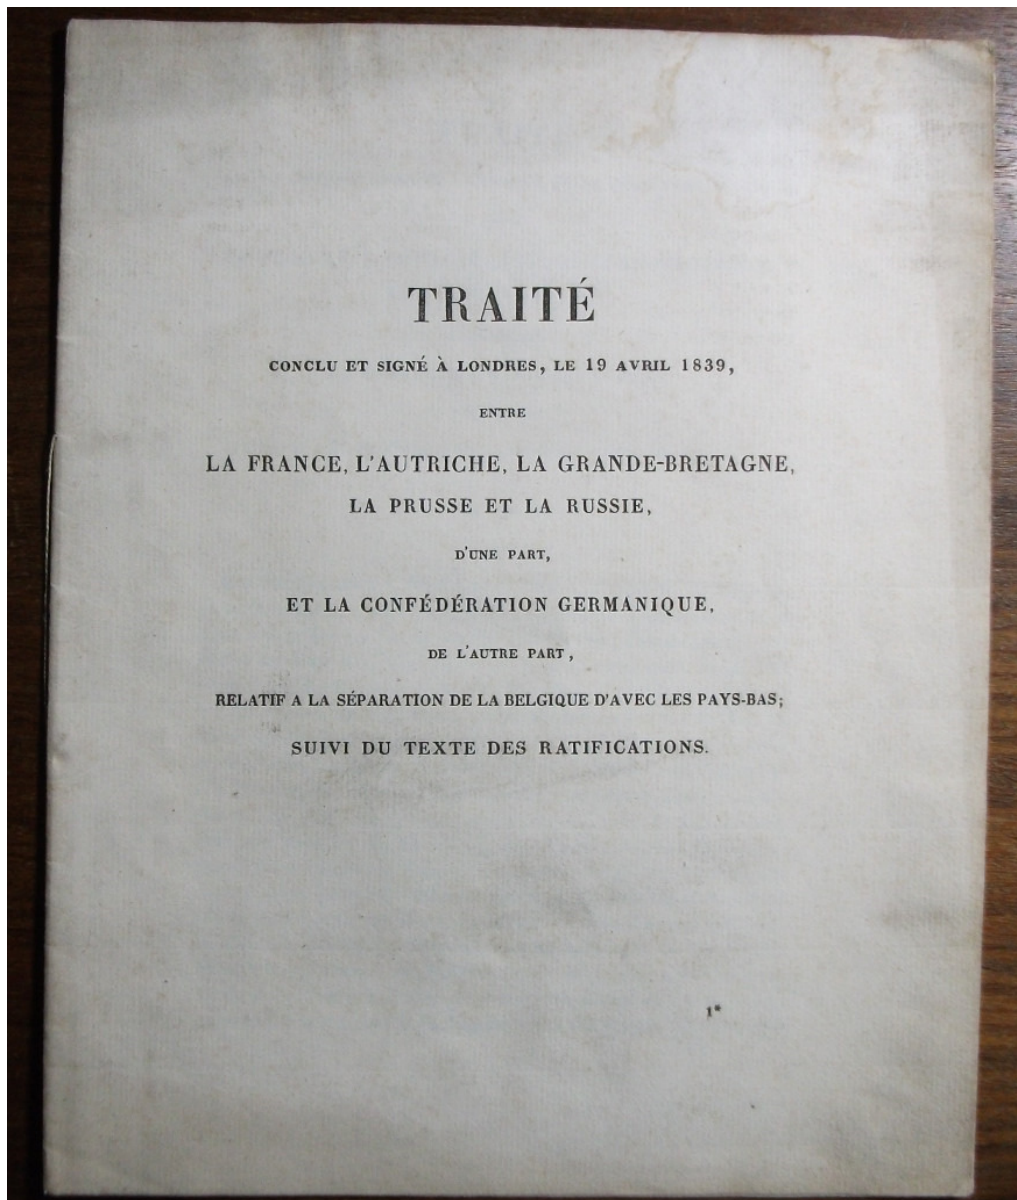 TRAITÉ
CONCLU ET SIGNÉ À LONDRES, LE 19 AVRIL 1839,
ENTRE
LA FRANCE, L'AUTRICHE, LA GRANDE-BRETAGNE,
LA PRUSSE ET LA RUSSIE,
D'UNE PART,
ET LA CONFÉDÉRATION GERMANIQUE,
DE L'AUTRE PART,
RELATIF A LA SÉPARATION DE LA BELGIQUE D'AVEC LES PAYS-BAS;
SUIVI DU TEXTE DES RATIFICATIONS.
1*